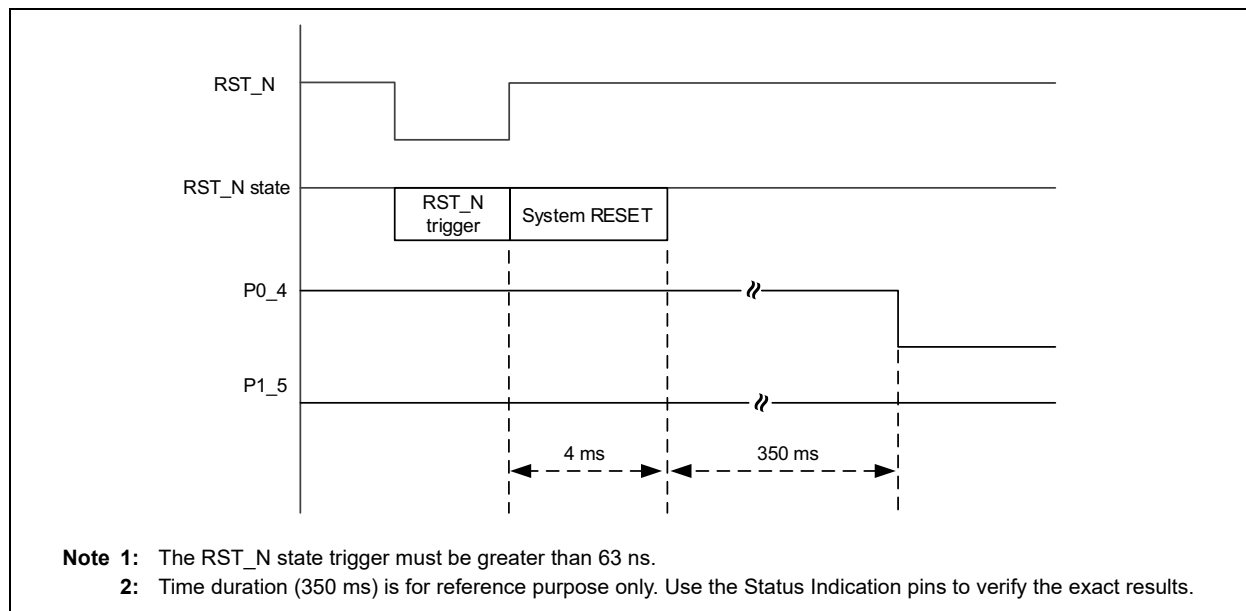 RST_N
RST_N state
RST_N
trigger
System RESET
P0_4
P1_5
4 ms
350 ms
Note 1: The RST_N state trigger must be greater than 63 ns.
2: Time duration (350 ms) is for reference purpose only. Use the Status Indication pins to verify the exact results.